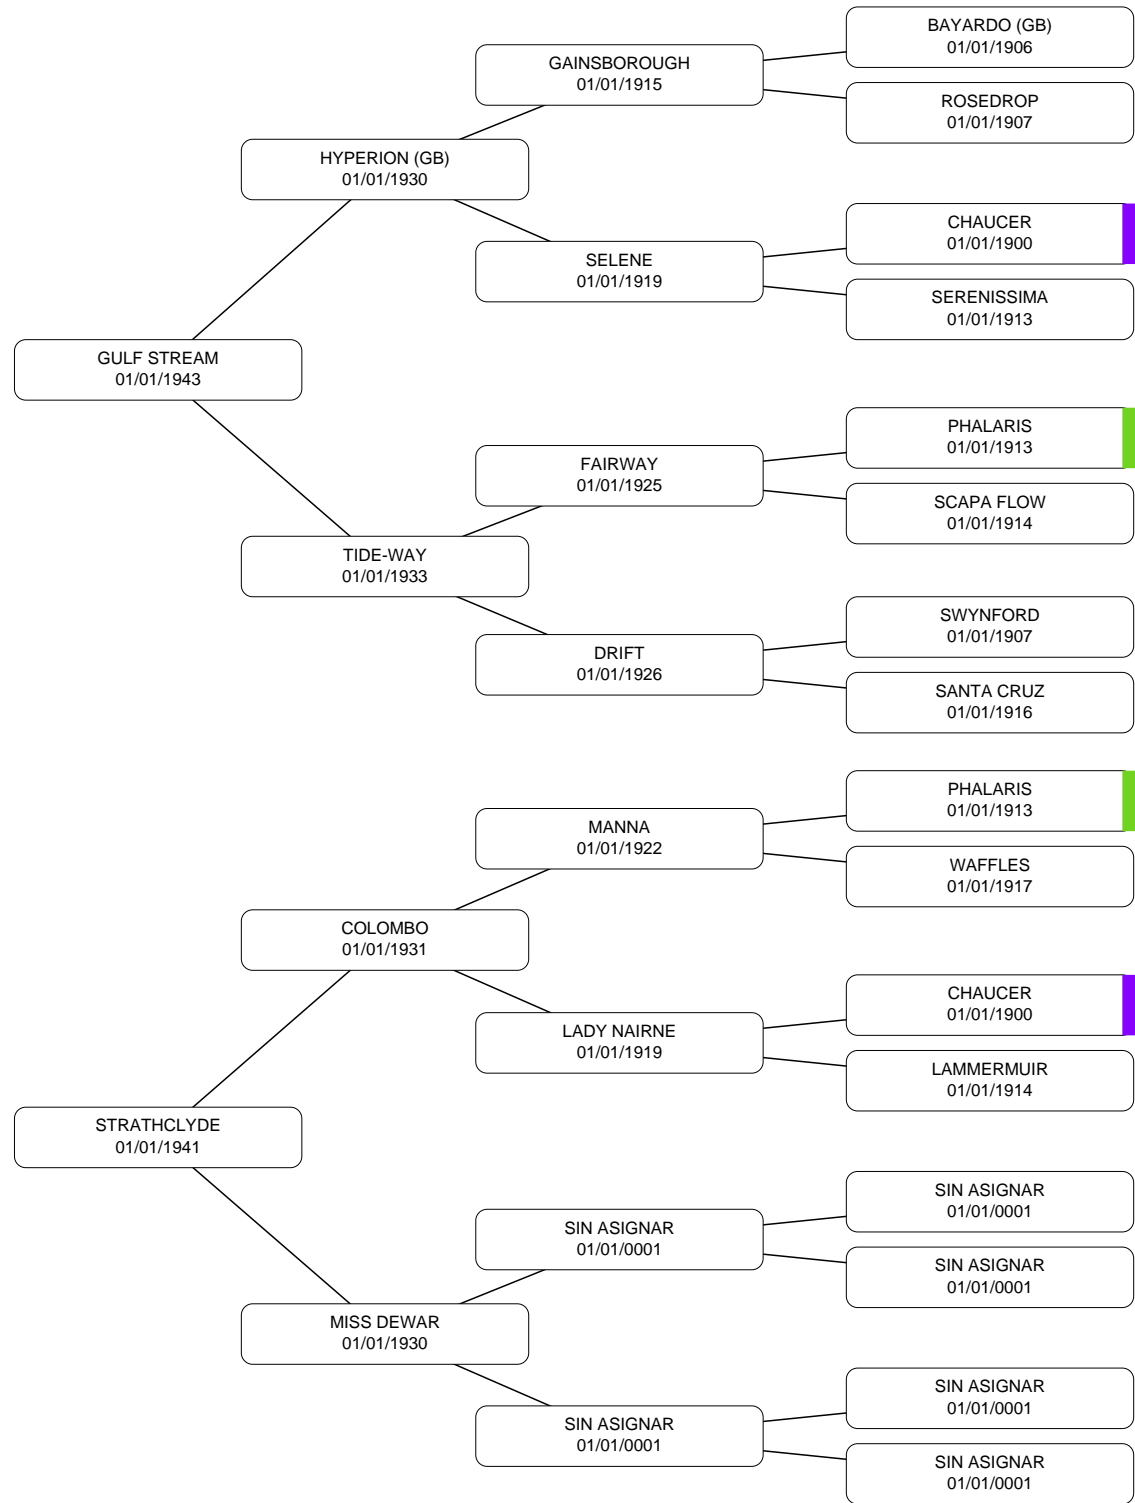 BAYARDO (GB)
01/01/1906
GAINSBOROUGH
01/01/1915
ROSEDROP
01/01/1907
HYPERION (GB)
01/01/1930
CHAUCER
01/01/1900
SELENE
01/01/1919
SERENISSIMA
01/01/1913
GULF STREAM
01/01/1943
PHALARIS
01/01/1913
FAIRWAY
01/01/1925
SCAPA FLOW
01/01/1914
TIDE-WAY
01/01/1933
SWYNFORD
01/01/1907
DRIFT
01/01/1926
SANTA CRUZ
01/01/1916
PHALARIS
01/01/1913
MANNA
01/01/1922
WAFFLES
01/01/1917
COLOMBO
01/01/1931
CHAUCER
01/01/1900
LADY NAIRNE
01/01/1919
LAMMERMUIR
01/01/1914
STRATHCLYDE
01/01/1941
SIN ASIGNAR
01/01/0001
SIN ASIGNAR
01/01/0001
SIN ASIGNAR
01/01/0001
MISS DEWAR
01/01/1930
SIN ASIGNAR
01/01/0001
SIN ASIGNAR
01/01/0001
SIN ASIGNAR
01/01/0001